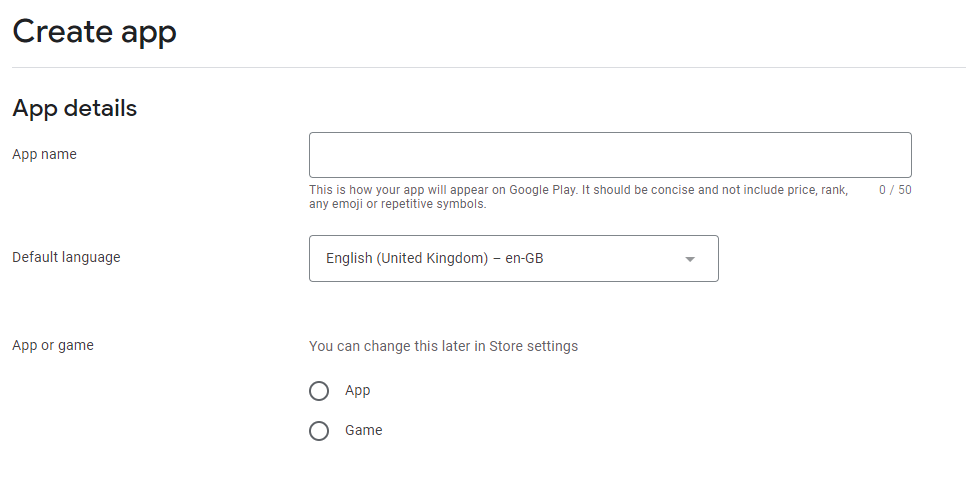 Create app
App details
App name
This is how your app will appear on Google Play. It should be concise and not include price, rank,
any emoji or repetitive symbols.
0 / 50
Default language
English (United Kingdom) – en-GB
App or game
You can change this later in Store settings
App
Game